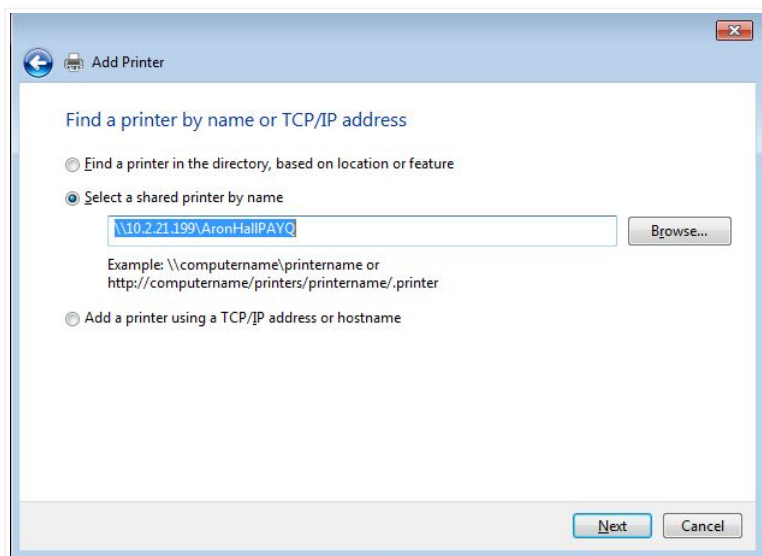 Add Printer
Find a printer by name or TCP/IP address
Find a printer in the directory, based on location or feature
Select a shared printer by name
\\10.2.21.199\AronHallPAYQ
Browse...
Example: \\computername\printername or
http://computername/printers/printername/.printer
Add a printer using a TCP/IP address or hostname
Next
Cancel